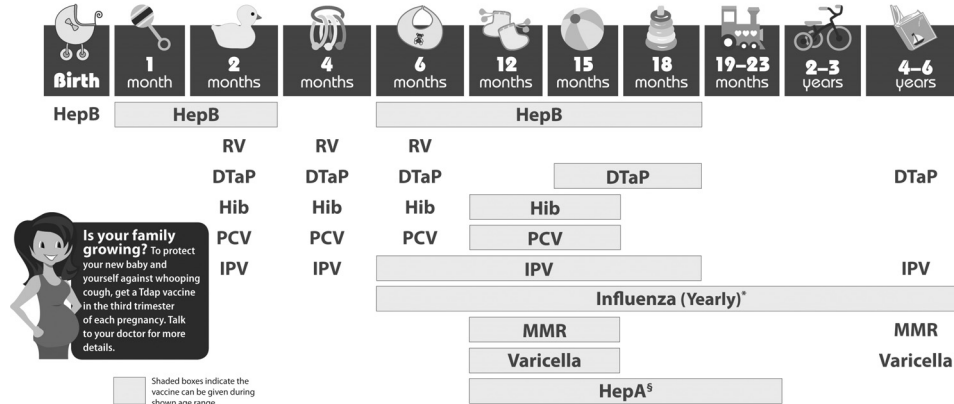 Birth
1 month
2 months
4 months
6 months
12 months
15 months
18 months
19–23 months
2–3 years
4–6 years
HepB HepB HepB
RV RV RV
DTaP DTaP DTaP DTaP DTaP
Hib Hib Hib Hib
PCV PCV PCV PCV
IPV IPV IPV IPV
Influenza (Yearly)*
MMR MMR
Varicella Varicella
HepA§
Is your family
growing? To protect
your new baby and
yourself against whooping
cough, get a Tdap vaccine
in the third trimester
of each pregnancy. Talk
to your doctor for more
details.
Shaded boxes indicate the
vaccine can be given during
shown age range